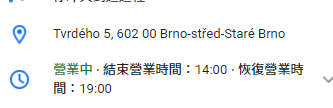 Tvrdého 5, 602 00 Brno-střed-Staré Brno
營業中 · 結束營業時間：14:00 · 恢復營業時
間：19:00